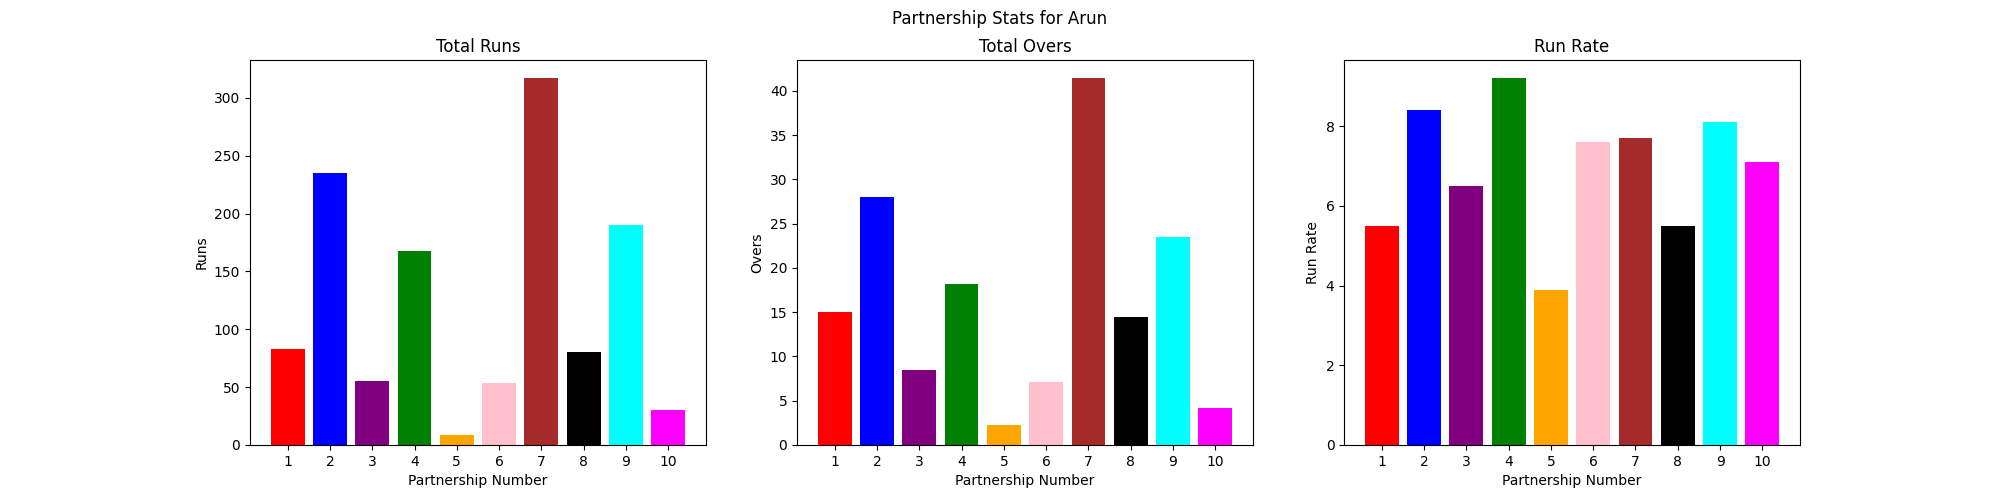 Partnership Stats for Arun
Total Runs
Runs
300
250
200
150
100
50
0
1 2 3 4 5 6 7 8 9 10
Partnership Number
Total Overs
Overs
40
35
30
25
20
15
10
5
0
1 2 3 4 5 6 7 8 9 10
Partnership Number
Run Rate
Run Rate
8
6
4
2
0
1 2 3 4 5 6 7 8 9 10
Partnership Number